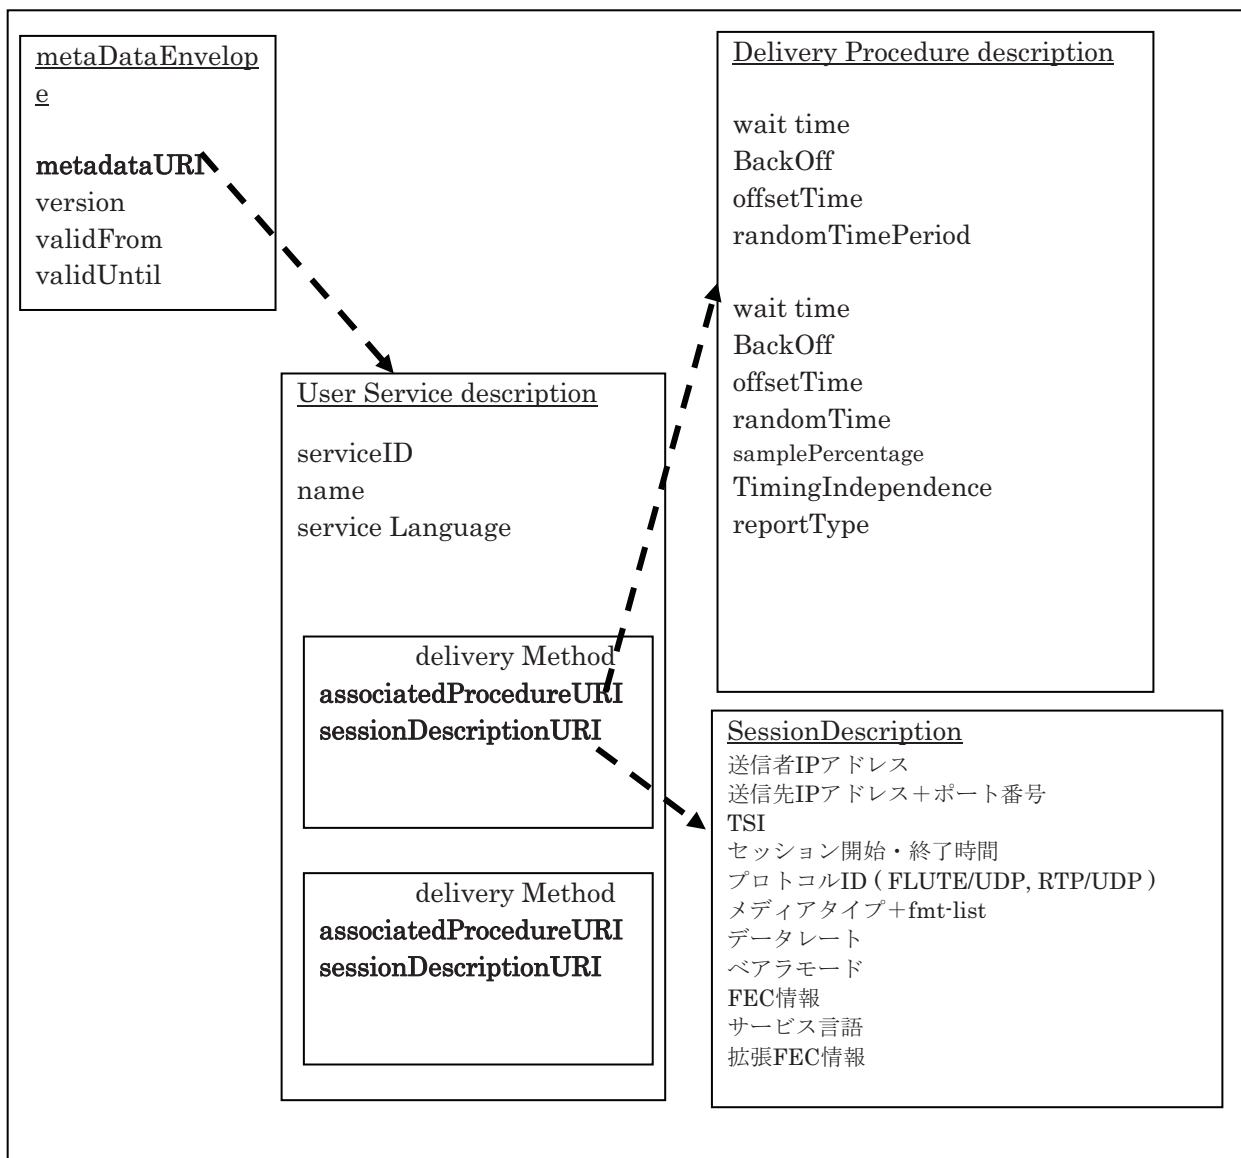 metaDataEnvelop
e
metadataURI
version
validFrom
validUntil
User Service description
serviceID
name
service Language
delivery Method
associatedProcedureURI
sessionDescriptionURI
delivery Method
associatedProcedureURI
sessionDescriptionURI
Delivery Procedure description
wait time
BackOff
offsetTime
randomTimePeriod
wait time
BackOff
offsetTime
randomTime
samplePercentage
TimingIndependence
reportType
SessionDescription
送信者IPアドレス
送信先IPアドレス＋ポート番号
TSI
セッション開始・終了時間
プロトコルID ( FLUTE/UDP, RTP/UDP )
メディアタイプ＋fmt-list
データレート
ベアラモード
FEC情報
サービス言語
拡張FEC情報